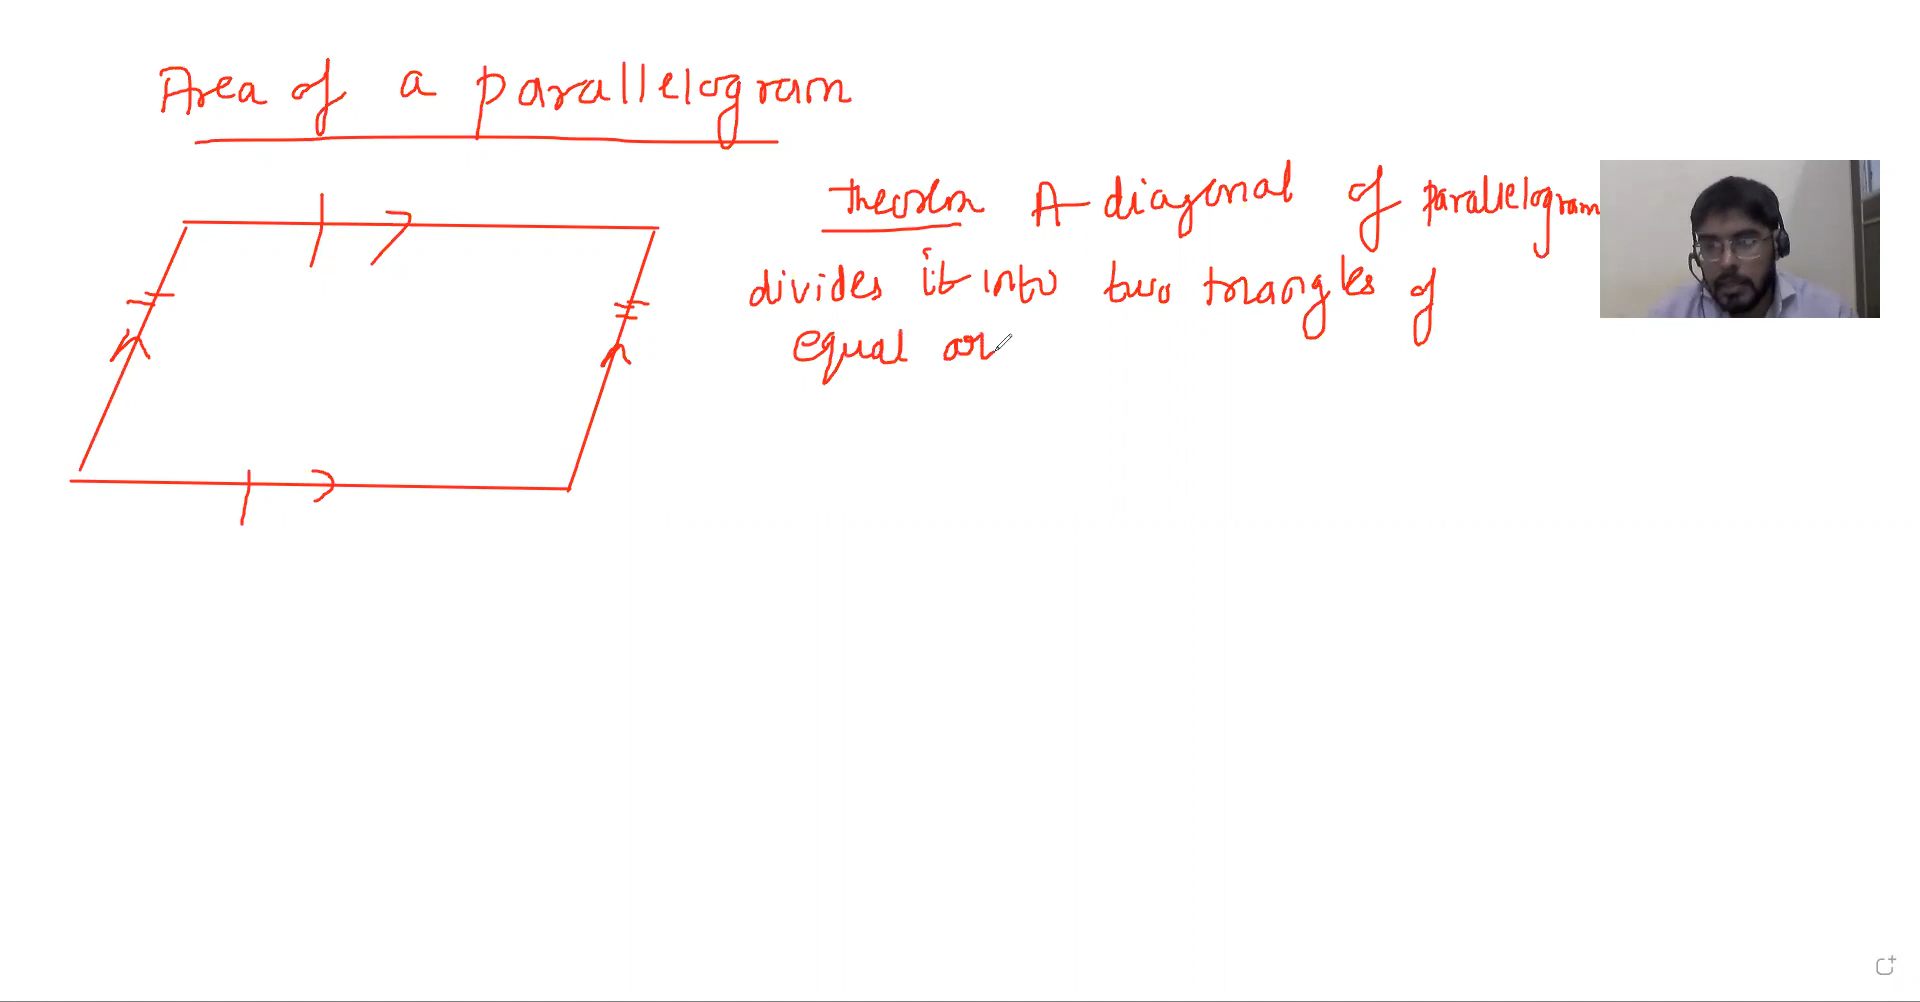 Area of a parallelogram
theorem A diagonal of parallelogram
divides it into two triangles of
equal ar